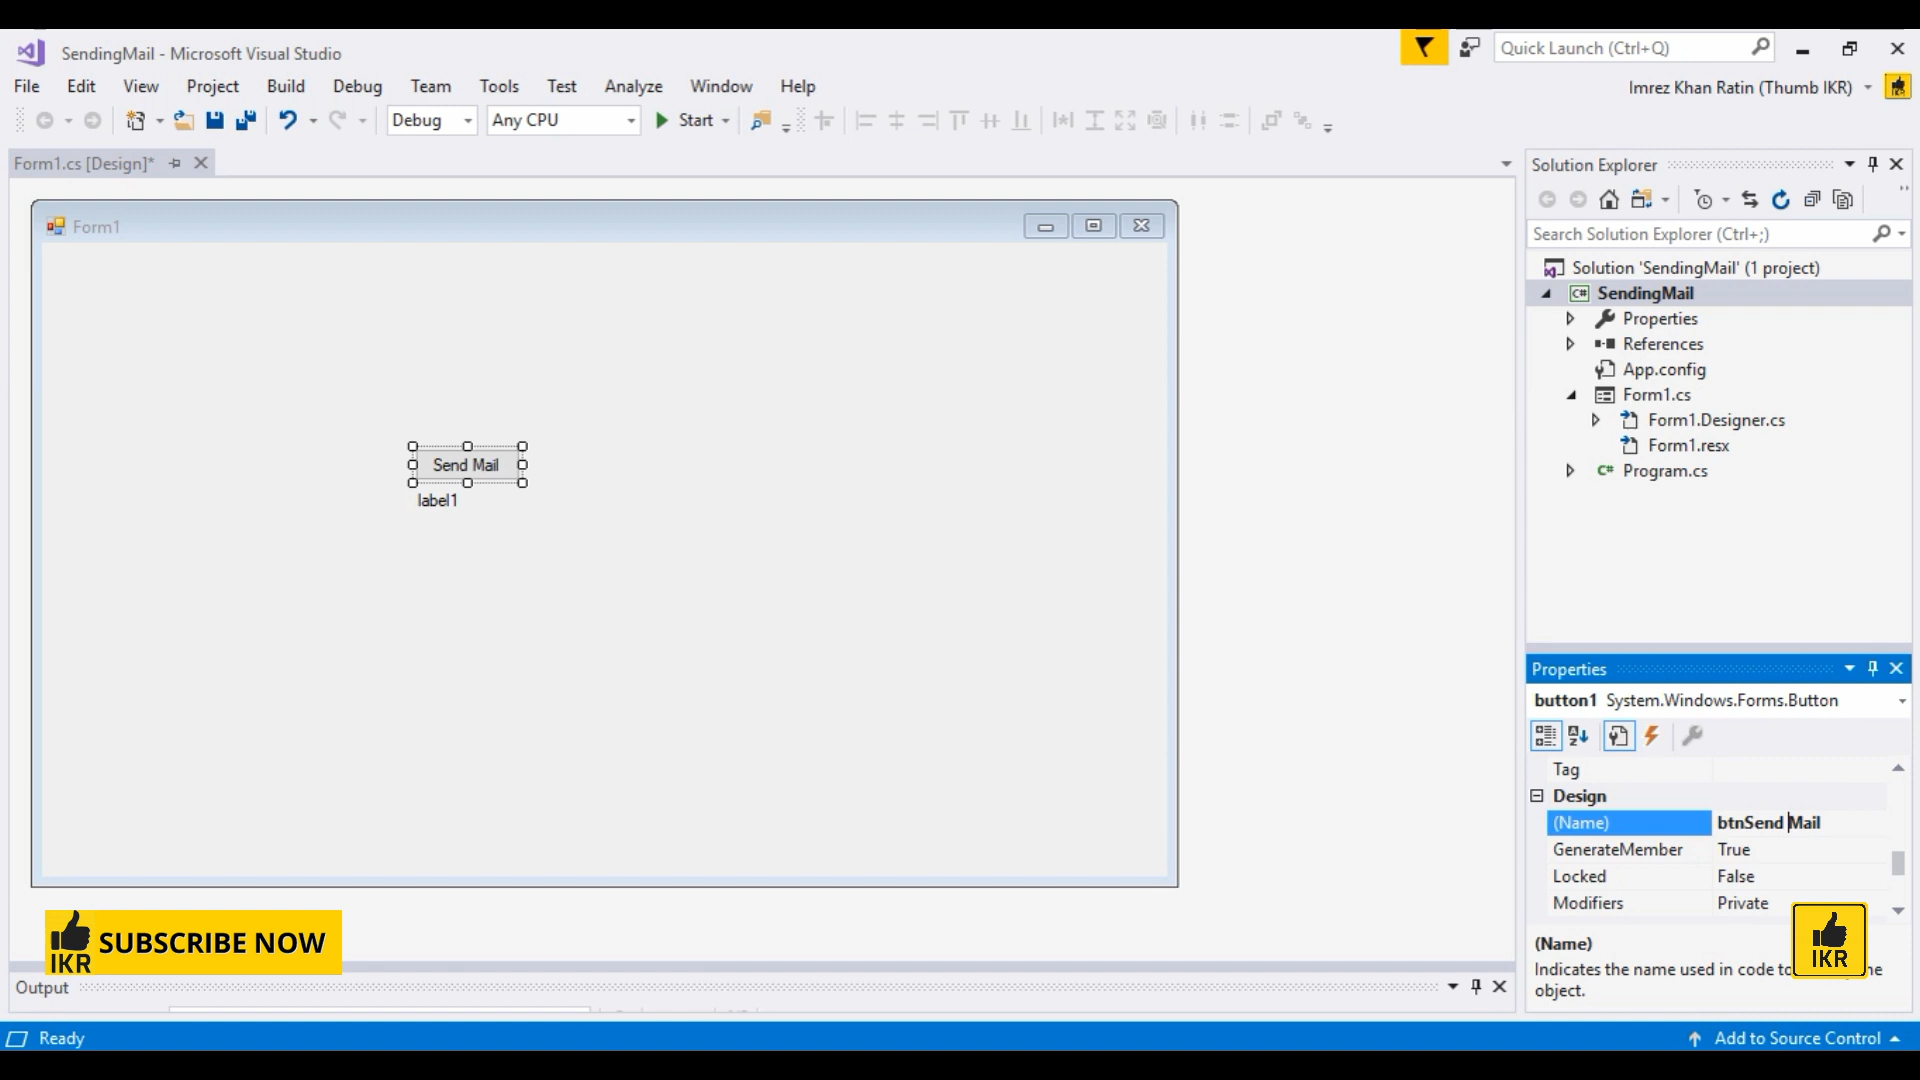 SendingMail - Microsoft Visual Studio
Quick Launch (Ctrl+Q)
File Edit View Project Build Debug Team Tools Test Analyze Window Help
Imrez Khan Ratin (Thumb IKR)
Debug Any CPU Start
Form1.cs [Design]*
Form1
Send Mail
label1
Solution Explorer
Search Solution Explorer (Ctrl+;)
Solution 'SendingMail' (1 project)
C# SendingMail
Properties
References
App.config
Form1.cs
Form1.Designer.cs
Form1.resx
C# Program.cs
Properties
button1 System.Windows.Forms.Button
Tag
Design
(Name) btnSend Mail
GenerateMember True
Locked False
Modifiers Private
(Name)
Indicates the name used in code to
object.
IKR
IKR SUBSCRIBE NOW
Output
Ready
Add to Source Control